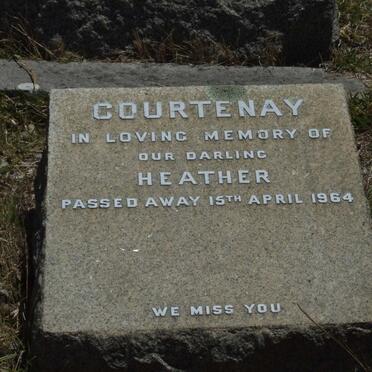 COURTENAY
IN LOVING MEMORY OF
OUR DARLING
HEATHER
PASSED AWAY 15TH APRIL 1964
WE MISS YOU